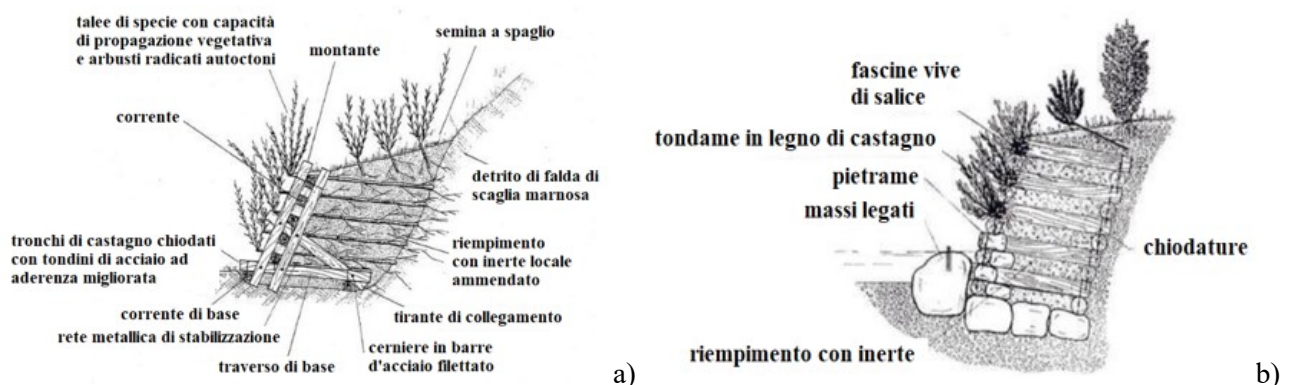 talee di specie con capacità
di propagazione vegetativa
e arbusti radicati autoctoni
montante
semina a spaglio
corrente
detrito di falda di
scaglia marnosa
tronchi di castagno chiodati
con tondini di acciaio ad
aderenza migliorata
riempimento
con inerte locale
ammendato
corrente di base
rete metallica di stabilizzazione
traverso di base
tirante di collegamento
cerniere in barre
d'acciaio filettato
a)
fascine vive
di salice
tondame in legno di castagno
pietrame
massi legati
chiodature
riempimento con inerte
b)